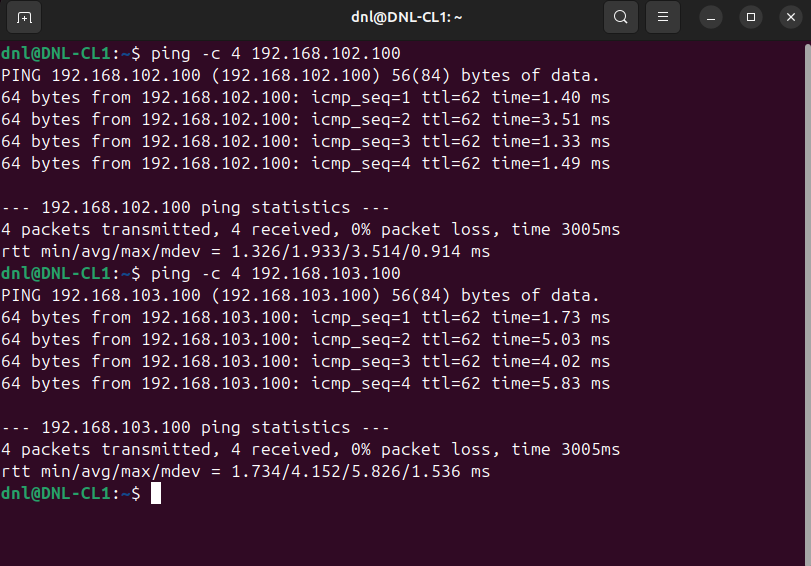 dnl@DNL-CL1: ~
dnl@DNL-CL1:~$ ping -c 4 192.168.102.100
PING 192.168.102.100 (192.168.102.100) 56(84) bytes of data.
64 bytes from 192.168.102.100: icmp_seq=1 ttl=62 time=1.40 ms
64 bytes from 192.168.102.100: icmp_seq=2 ttl=62 time=3.51 ms
64 bytes from 192.168.102.100: icmp_seq=3 ttl=62 time=1.33 ms
64 bytes from 192.168.102.100: icmp_seq=4 ttl=62 time=1.49 ms

--- 192.168.102.100 ping statistics ---
4 packets transmitted, 4 received, 0% packet loss, time 3005ms
rtt min/avg/max/mdev = 1.326/1.933/3.514/0.914 ms
dnl@DNL-CL1:~$ ping -c 4 192.168.103.100
PING 192.168.103.100 (192.168.103.100) 56(84) bytes of data.
64 bytes from 192.168.103.100: icmp_seq=1 ttl=62 time=1.73 ms
64 bytes from 192.168.103.100: icmp_seq=2 ttl=62 time=5.03 ms
64 bytes from 192.168.103.100: icmp_seq=3 ttl=62 time=4.02 ms
64 bytes from 192.168.103.100: icmp_seq=4 ttl=62 time=5.83 ms

--- 192.168.103.100 ping statistics ---
4 packets transmitted, 4 received, 0% packet loss, time 3005ms
rtt min/avg/max/mdev = 1.734/4.152/5.826/1.536 ms
dnl@DNL-CL1:~$